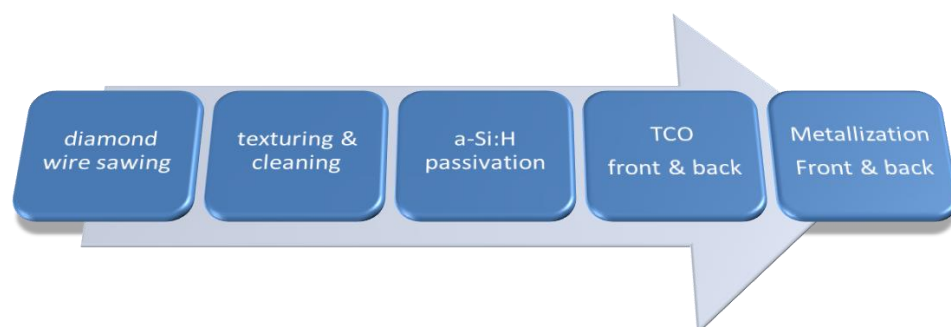 diamond
wire sawing
texturing &
cleaning
a-Si:H
passivation
TCO
front & back
Metallization
Front & back